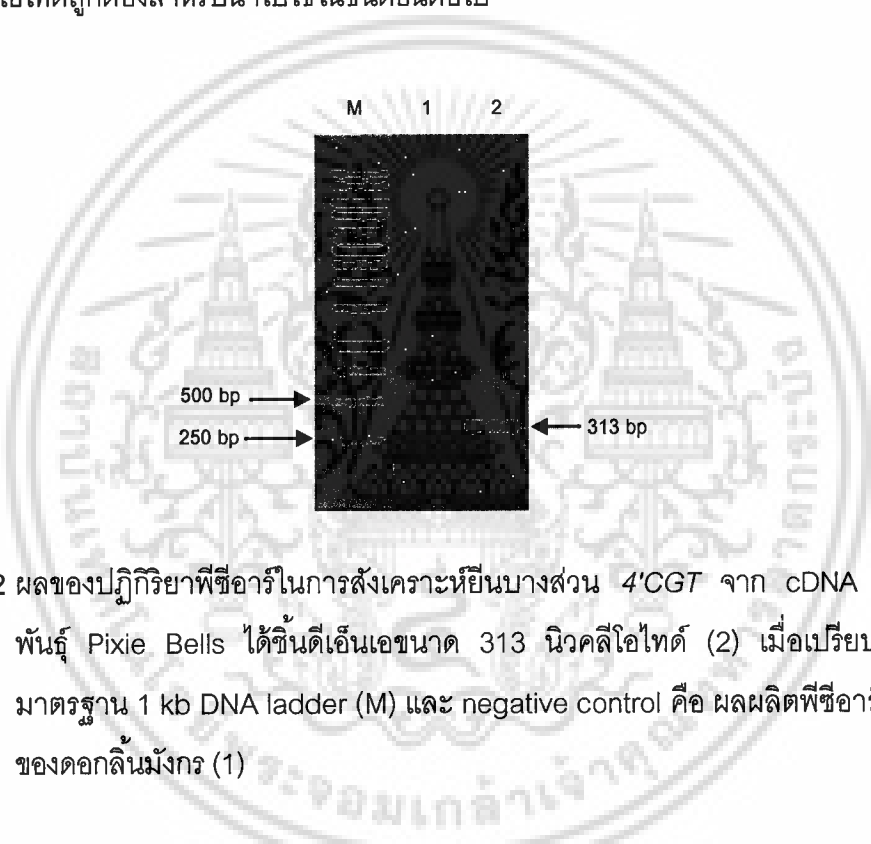 M 1 2
500 bp
250 bp
313 bp
2 ผลของปฏิกิริยาพีซีอาร์ในการสังเคราะห์ยีนบางส่วน 4'CGT จาก cDNA
พันธุ์ Pixie Bells ได้ชิ้นดีเอ็นเอขนาด 313 นิวคลีโอไทด์ (2) เมื่อเปรียบ
มาตรฐาน 1 kb DNA ladder (M) และ negative control คือ ผลผลิตพีซีอาร์
ของดอกลิ้นมังกร (1)